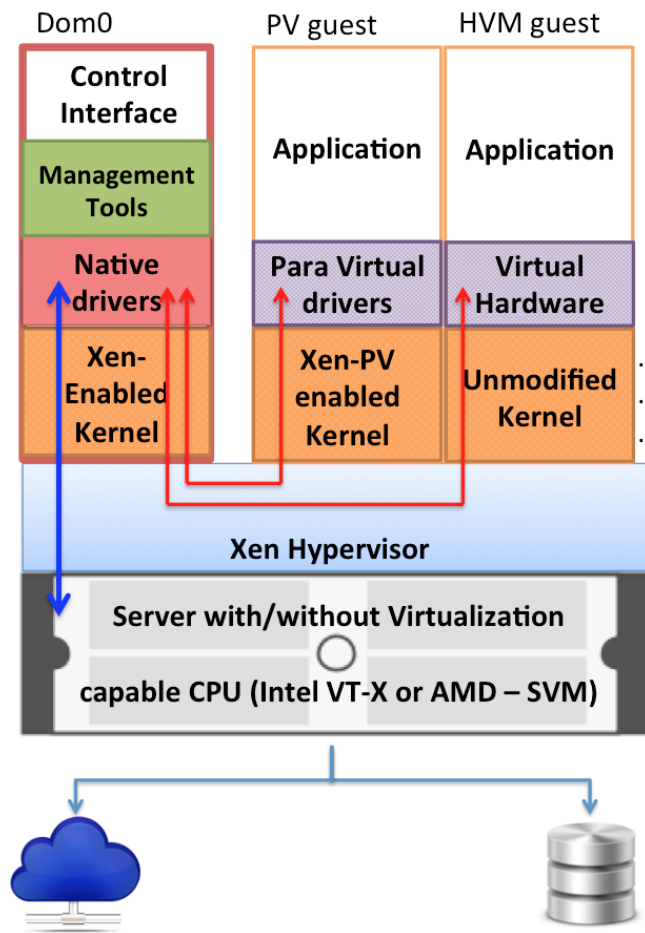 Dom0
PV guest
HVM guest
Control
Interface
Management
Tools
Native
drivers
Xen-
Enabled
Kernel
Application
Para Virtual
drivers
Xen-PV
enabled
Kernel
Application
Virtual
Hardware
Unmodified
Kernel
.
.
.
Xen Hypervisor
Server with/without Virtualization
capable CPU (Intel VT-X or AMD – SVM)